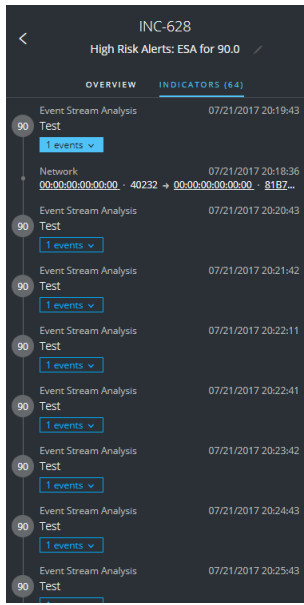 INC-628
High Risk Alerts: ESA for 90.0
OVERVIEW INDICATORS (64)
Event Stream Analysis 07/21/2017 20:19:43
90 Test
1 events
Network 07/21/2017 20:18:36
00:00:00:00:00:00 · 40232 → 00:00:00:00:00:00 · 81B7...
Event Stream Analysis 07/21/2017 20:20:43
90 Test
1 events
Event Stream Analysis 07/21/2017 20:21:42
90 Test
1 events
Event Stream Analysis 07/21/2017 20:22:11
90 Test
1 events
Event Stream Analysis 07/21/2017 20:22:41
90 Test
1 events
Event Stream Analysis 07/21/2017 20:23:42
90 Test
1 events
Event Stream Analysis 07/21/2017 20:24:43
90 Test
1 events
Event Stream Analysis 07/21/2017 20:25:43
90 Test